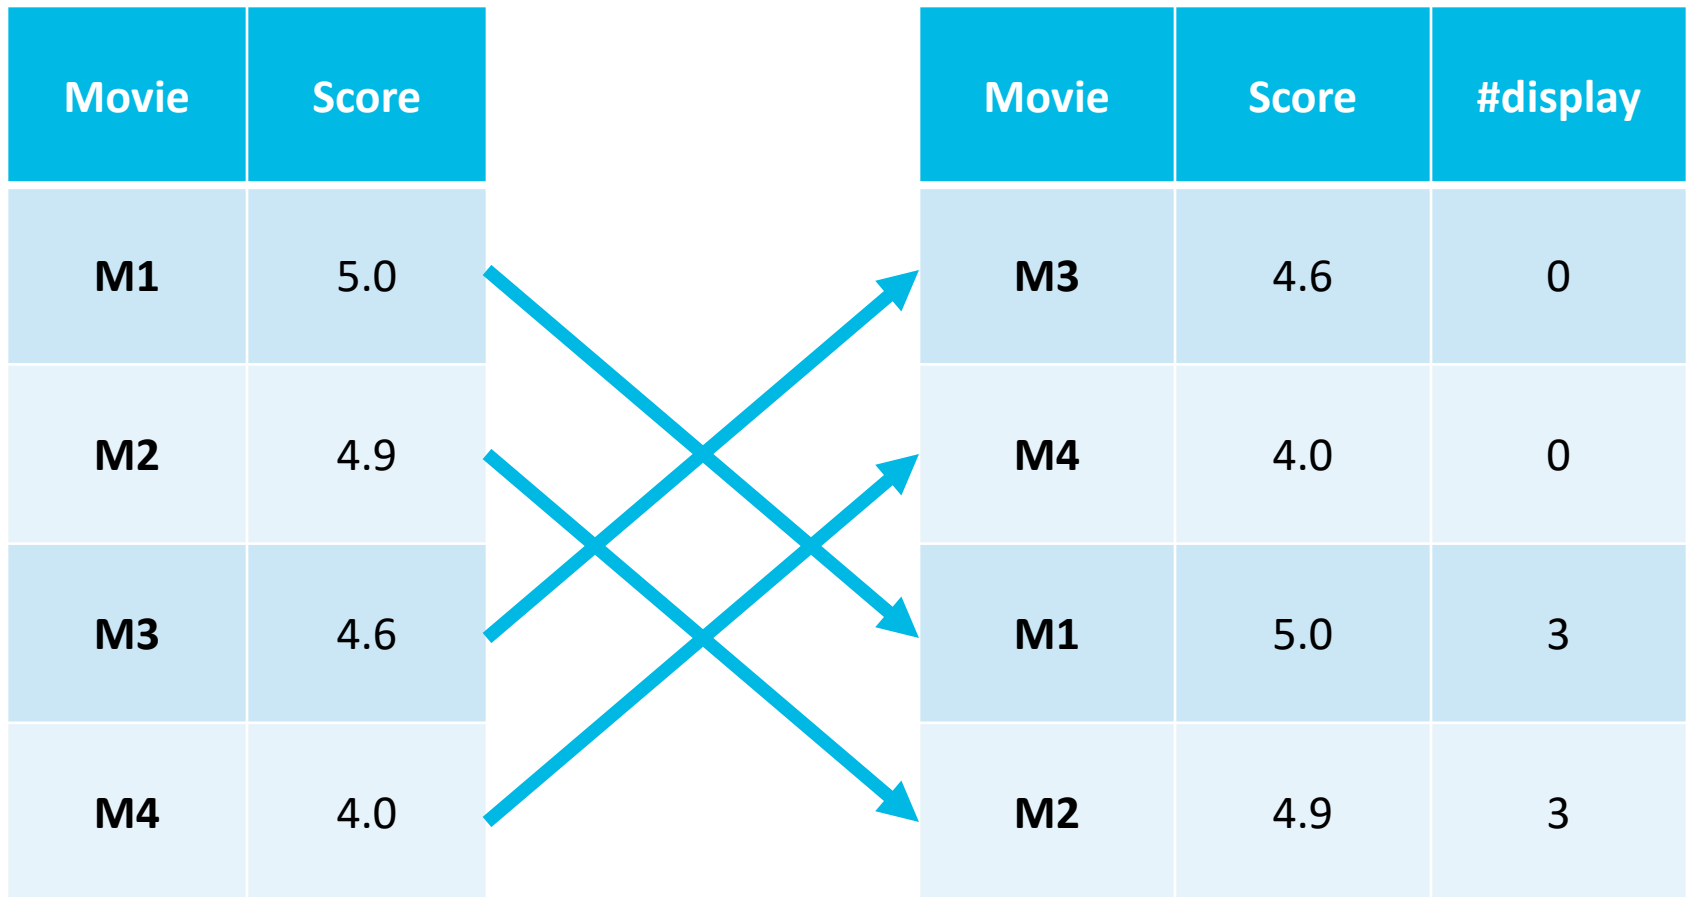 Movie Score
M1 5.0
M2 4.9
M3 4.6
M4 4.0
Movie Score #display
M3 4.6 0
M4 4.0 0
M1 5.0 3
M2 4.9 3